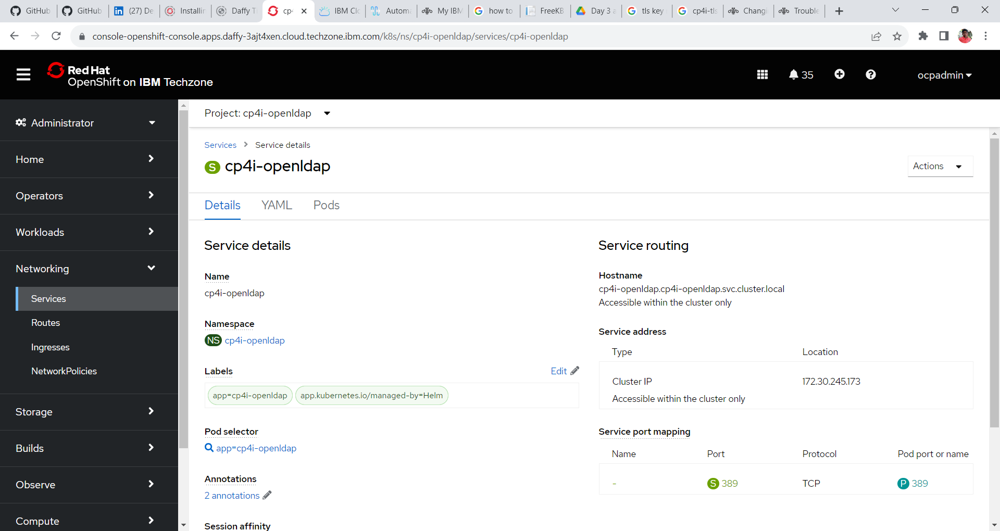 GitHub
GitHub
(27) De
Installin
Daffy T
cp4
IBM Clo
Automa
My IBM
how to
FreeKB
Day 3 a
tls key
cp4i-tls
Changi
Trouble
console-openshift-console.apps.daffy-3ajt4xen.cloud.techzone.ibm.com/k8s/ns/cp4i-openldap/services/cp4i-openldap
Red Hat
OpenShift on IBM Techzone
35
ocpadmin
Administrator
Home
Operators
Workloads
Networking
Services
Routes
Ingresses
NetworkPolicies
Storage
Builds
Observe
Compute
Project: cp4i-openldap
Services > Service details
S cp4i-openldap
Actions
Details YAML Pods
Service details
Name
cp4i-openldap
Namespace
NS cp4i-openldap
Labels
Edit
app=cp4i-openldap app.kubernetes.io/managed-by=Helm
Pod selector
app=cp4i-openldap
Annotations
2 annotations
Session affinity
Service routing
Hostname
cp4i-openldap.cp4i-openldap.svc.cluster.local
Accessible within the cluster only
Service address
Type Location
Cluster IP 172.30.245.173
Accessible within the cluster only
Service port mapping
Name Port Protocol Pod port or name
- S 389 TCP P 389